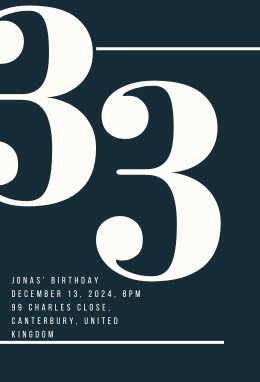 33
JONAS' BIRTHDAY
DECEMBER 13, 2024, 8PM
99 CHARLES CLOSE,
CANTERBURY, UNITED
KINGDOM